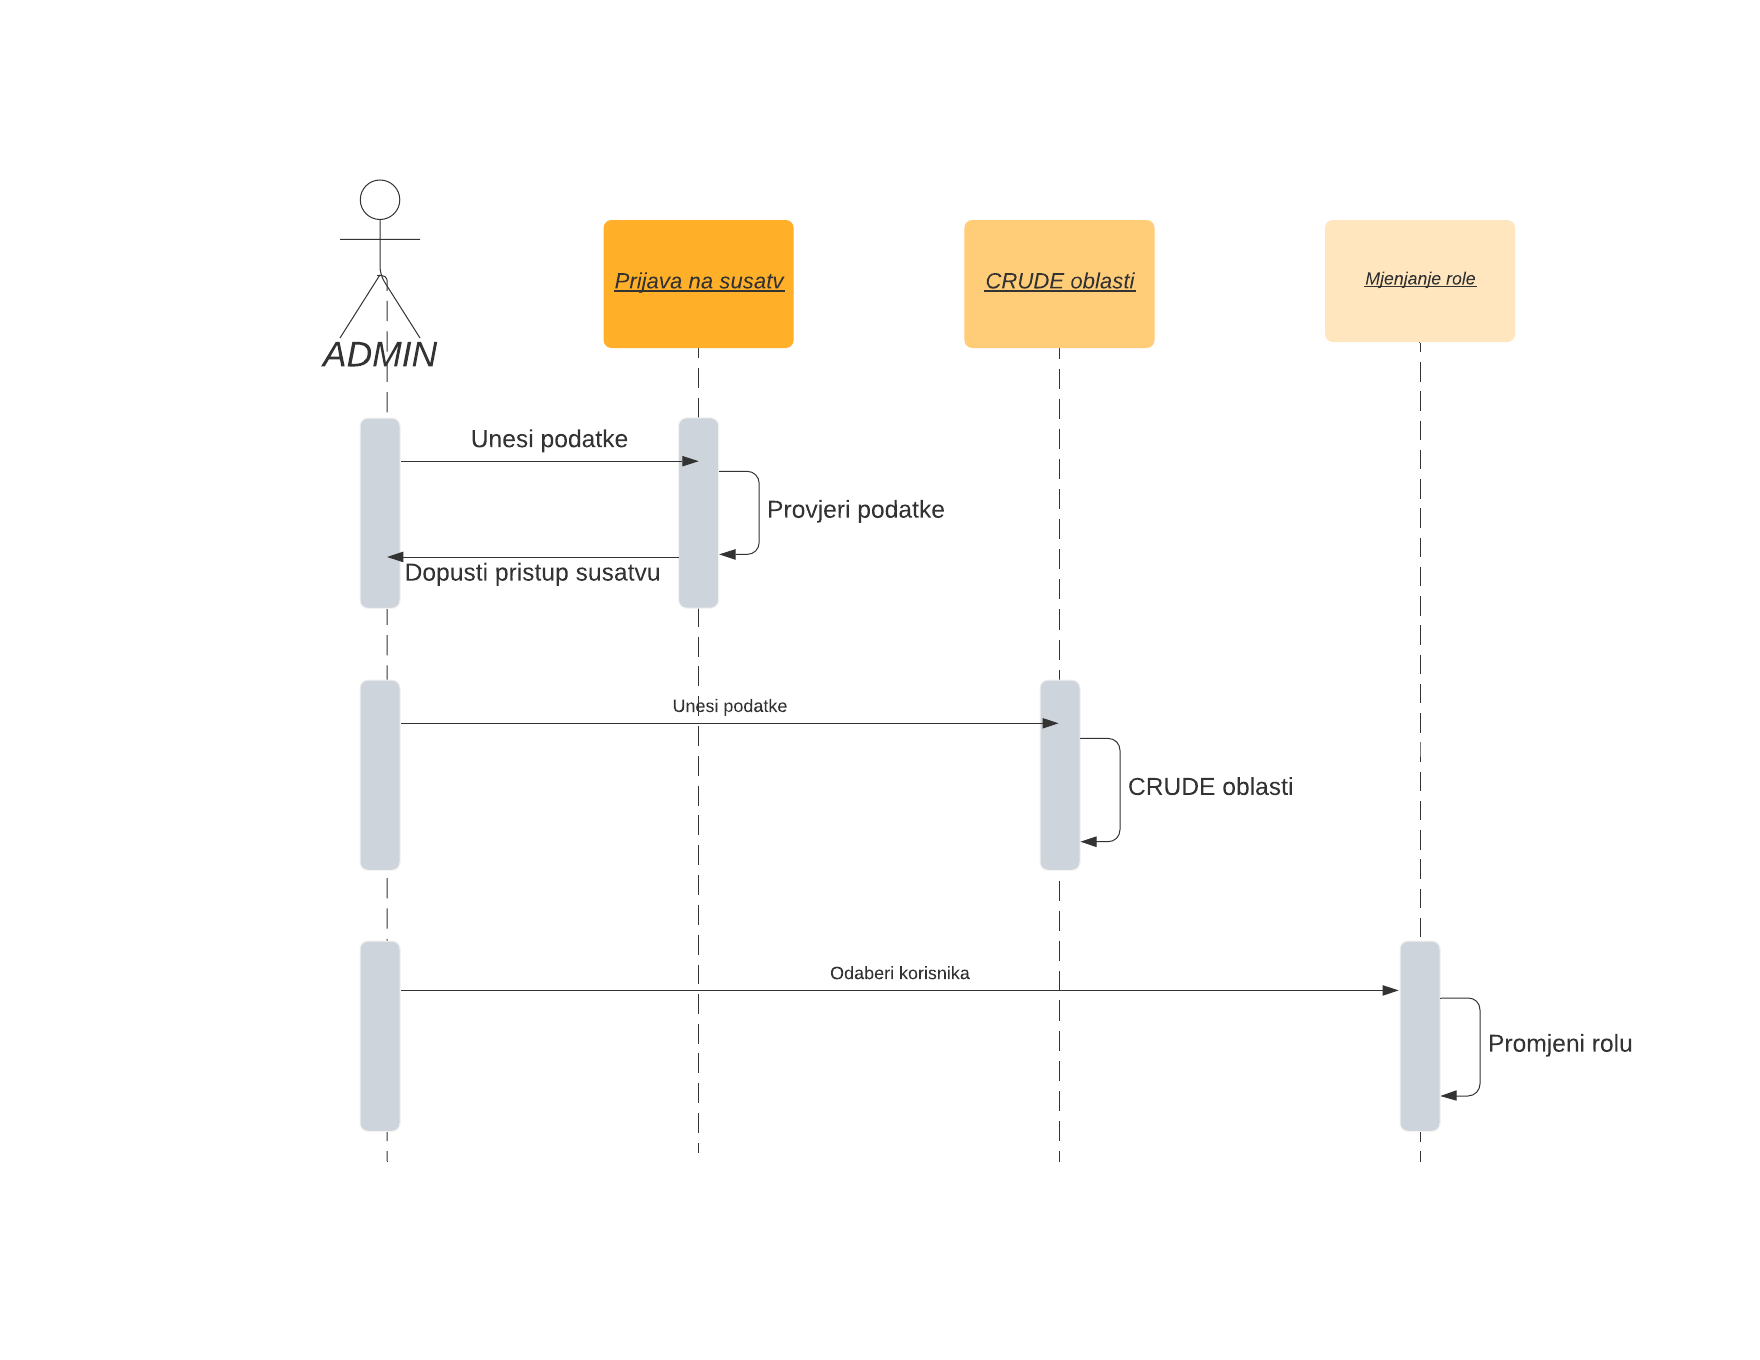 ADMIN
Prijava na susatv
CRUDE oblasti
Mjenjanje role
Unesi podatke
Provjeri podatke
Dopusti pristup susatvu
Unesi podatke
CRUDE oblasti
Odaberi korisnika
Promjeni rolu